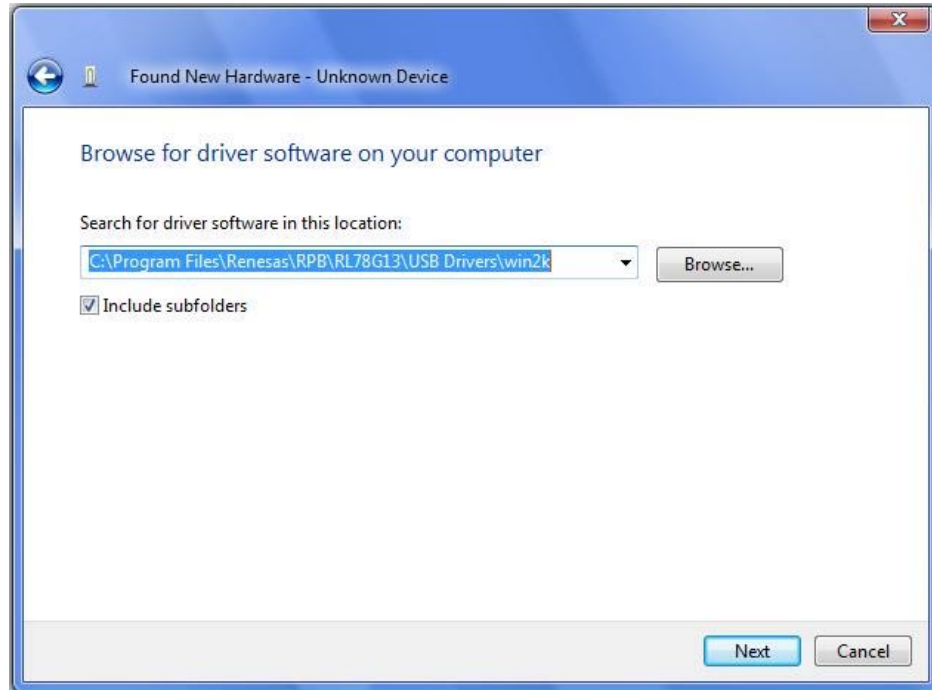 Found New Hardware - Unknown Device
Browse for driver software on your computer
Search for driver software in this location:
C:\Program Files\Renesas\RPB\RL78G13\USB Drivers\win2k
Browse...
Include subfolders
Next
Cancel